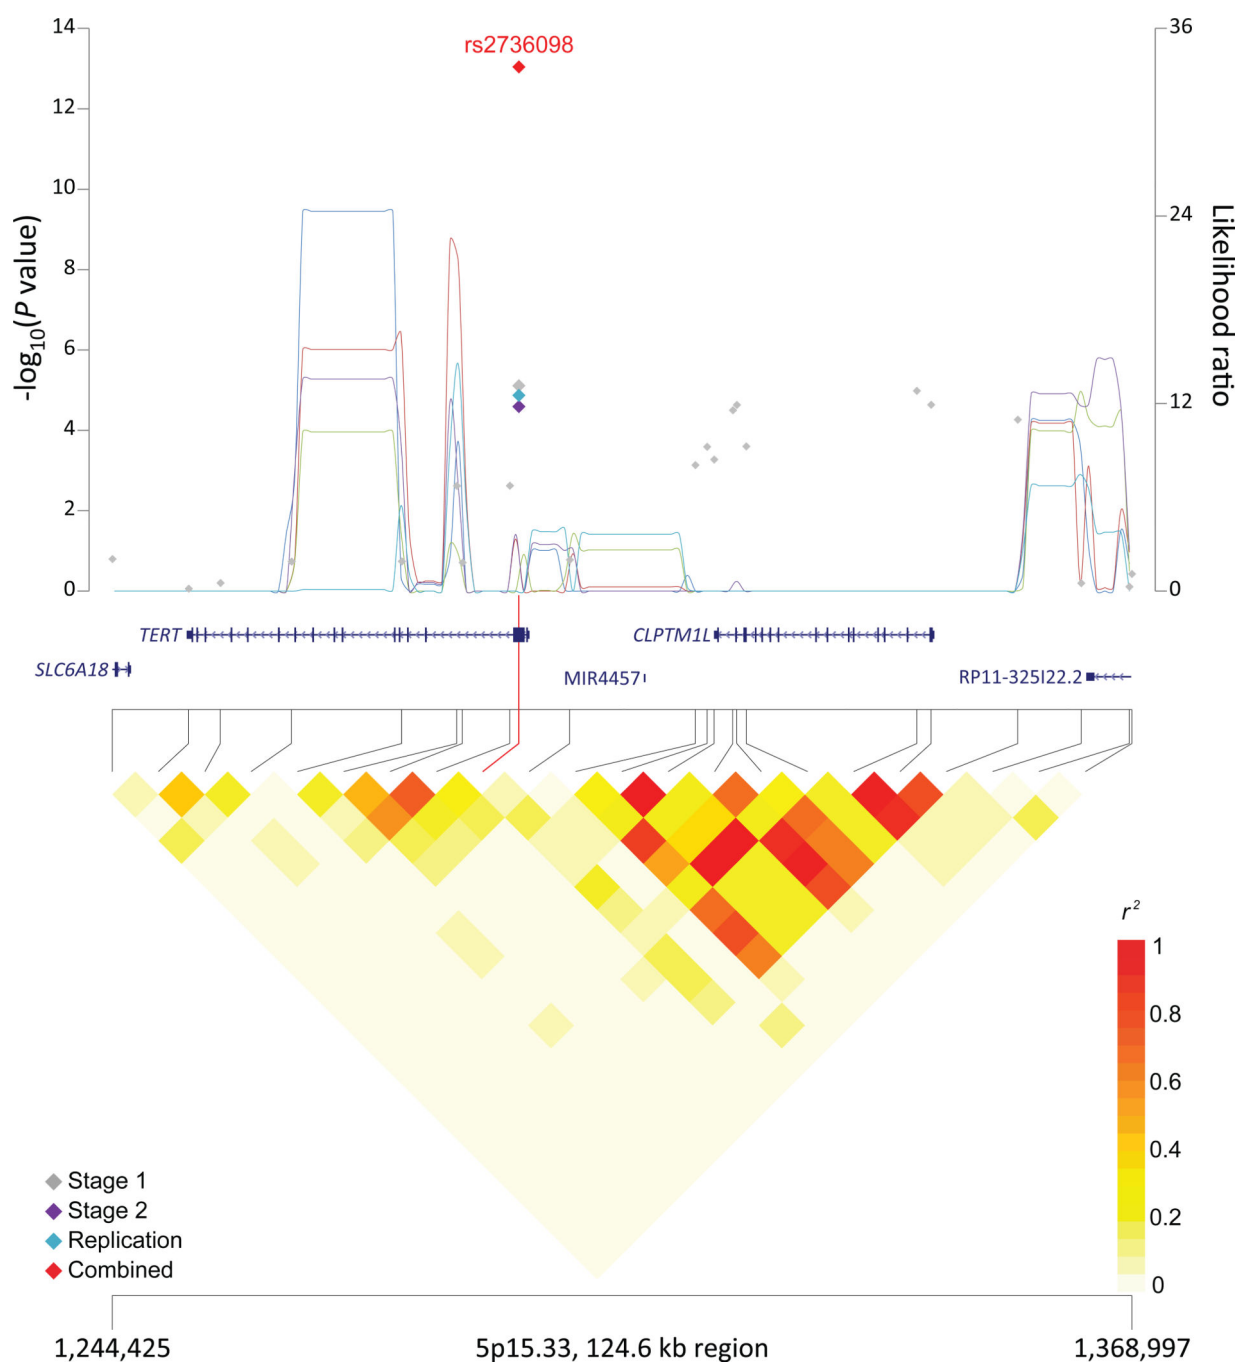 14
12
10
8
6
4
2
0
-log10(P value)
rs2736098
36
24
12
0
Likelihood ratio
TERT
CLPTM1L
SLC6A18
MIR4457
RP11-325I22.2
r²
1
0.8
0.6
0.4
0.2
0
Stage 1
Stage 2
Replication
Combined
1,244,425
5p15.33, 124.6 kb region
1,368,997